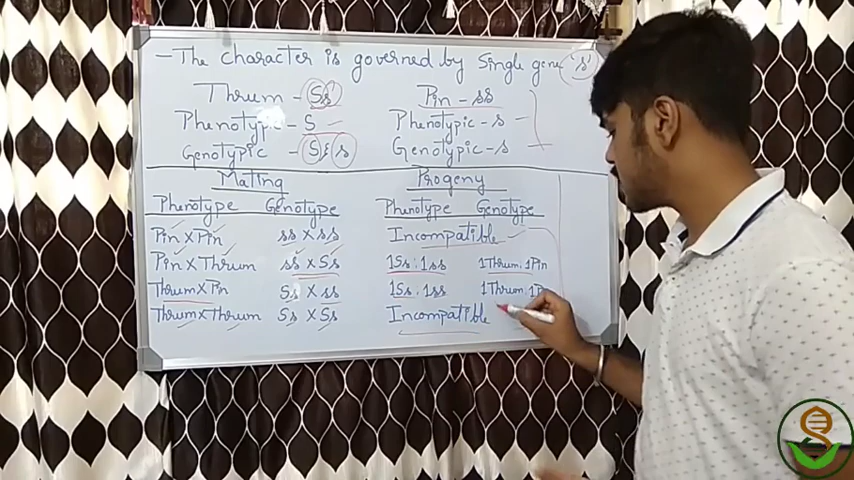 - The character is governed by Single gene 's'
Thrum - Ss Pin - ss
Phenotype - S Phenotypic - s
Genotypic - S & s Genotypic - s
Mating Progeny
Phenotype Genotype Phenotype Genotype
Pin X Pin ss X ss Incompatible
Pin X Thrum ss X Ss 1Ss : 1ss 1Thrum : 1Pin
Thrum X Pin Ss X ss 1Ss : 1ss 1Thrum :
Thrum X Thrum Ss X Ss Incompatible